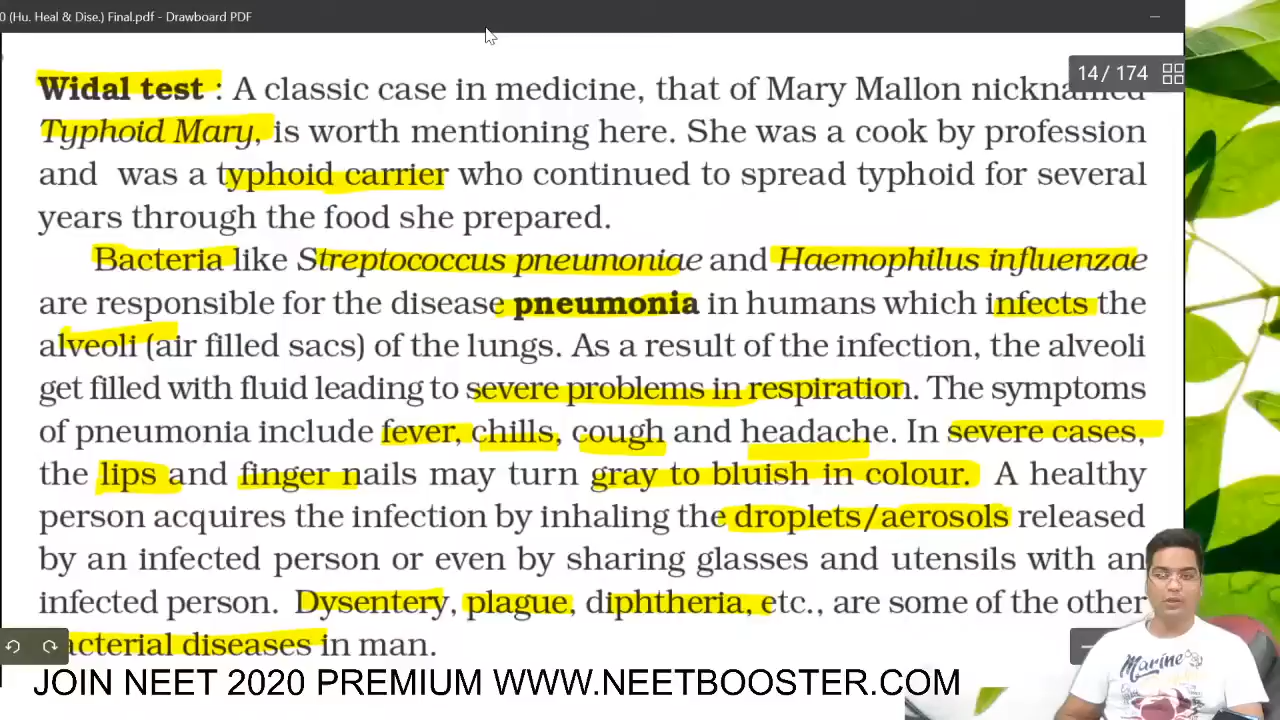 0 (Hu. Heal & Dise.) Final.pdf - Drawboard PDF
14 / 174
Widal test : A classic case in medicine, that of Mary Mallon nicknamed
Typhoid Mary, is worth mentioning here. She was a cook by profession
and was a typhoid carrier who continued to spread typhoid for several
years through the food she prepared.
Bacteria like Streptococcus pneumoniae and Haemophilus influenzae
are responsible for the disease pneumonia in humans which infects the
alveoli (air filled sacs) of the lungs. As a result of the infection, the alveoli
get filled with fluid leading to severe problems in respiration. The symptoms
of pneumonia include fever, chills, cough and headache. In severe cases,
the lips and finger nails may turn gray to bluish in colour. A healthy
person acquires the infection by inhaling the droplets/aerosols released
by an infected person or even by sharing glasses and utensils with an
infected person. Dysentery, plague, diphtheria, etc., are some of the other
acterial diseases in man.
JOIN NEET 2020 PREMIUM WWW.NEETBOOSTER.COM
Marine